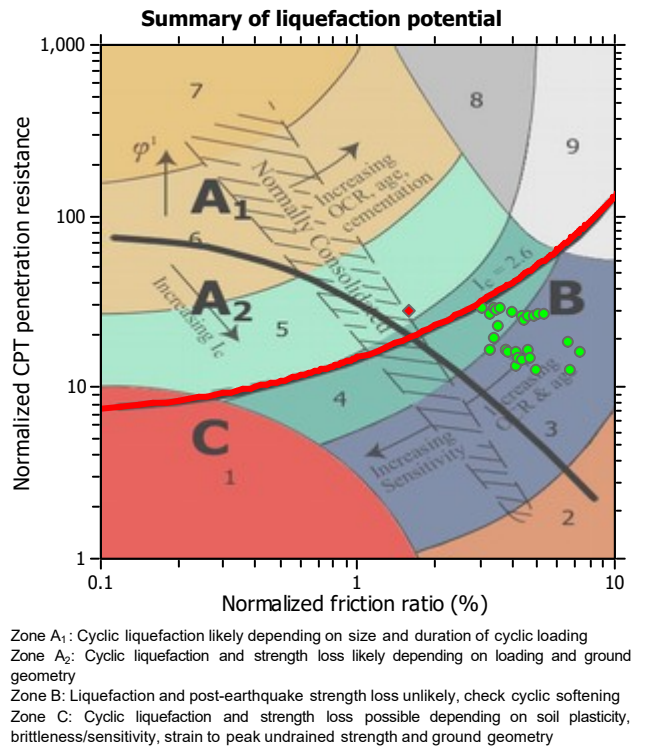 Summary of liquefaction potential
1,000
7
8
9
φ'
Increasing
OCR, age,
cementation
Normally Consolidated
A1
100
6
Ic = 2.6
A2
B
Increasing Ic
5
Normalized CPT penetration resistance
10
4
Increasing
OCR & age
C
3
Increasing
Sensitivity
1
2
1
0.1
1
10
Normalized friction ratio (%)
Zone A1: Cyclic liquefaction likely depending on size and duration of cyclic loading
Zone A2: Cyclic liquefaction and strength loss likely depending on loading and ground
geometry
Zone B: Liquefaction and post-earthquake strength loss unlikely, check cyclic softening
Zone C: Cyclic liquefaction and strength loss possible depending on soil plasticity,
brittleness/sensitivity, strain to peak undrained strength and ground geometry